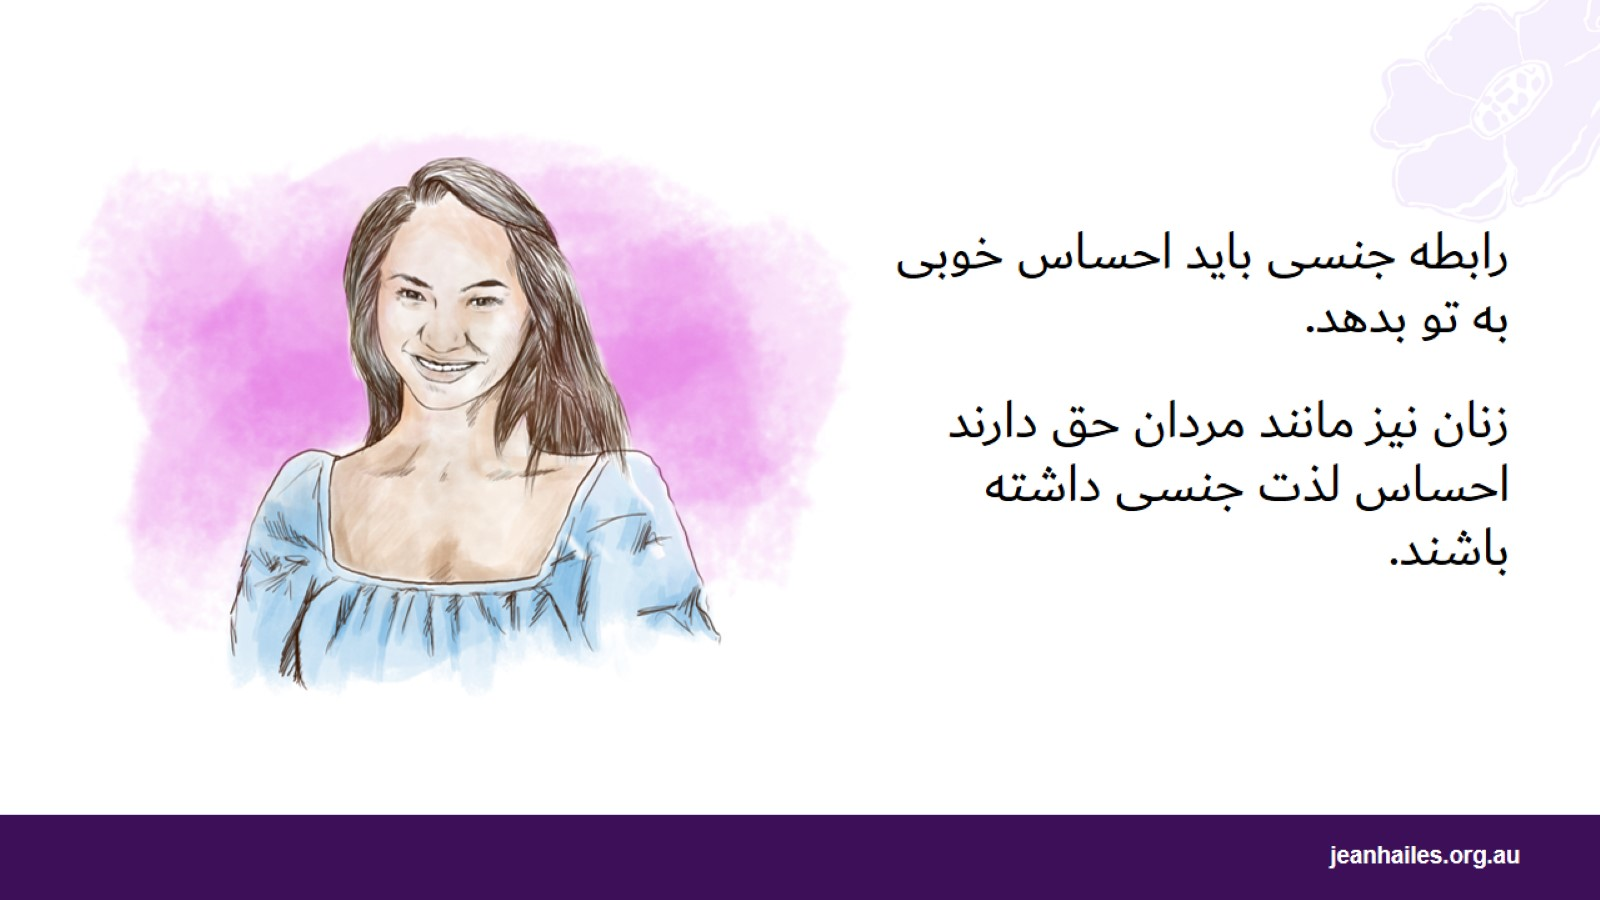 رابطه جنسی باید احساس خوبی
به تو بدهد.
زنان نیز مانند مردان حق دارند
احساس لذت جنسی داشته
باشند.
jeanhailes.org.au